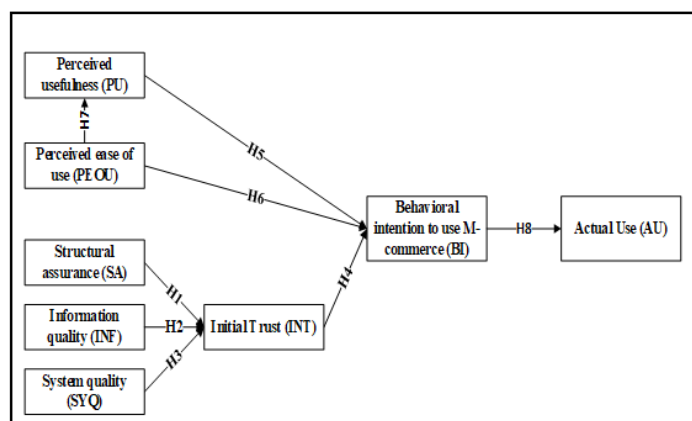 Perceived
usefulness (PU)
H7
H5
Perceived ease of
use (PEOU)
H6
Behavioral
intention to use M-
commerce (BI)
H8
Actual Use (AU)
Structural
assurance (SA)
H1
H4
Information
quality (INF)
H2
Initial Trust (INT)
H3
System quality
(SYQ)